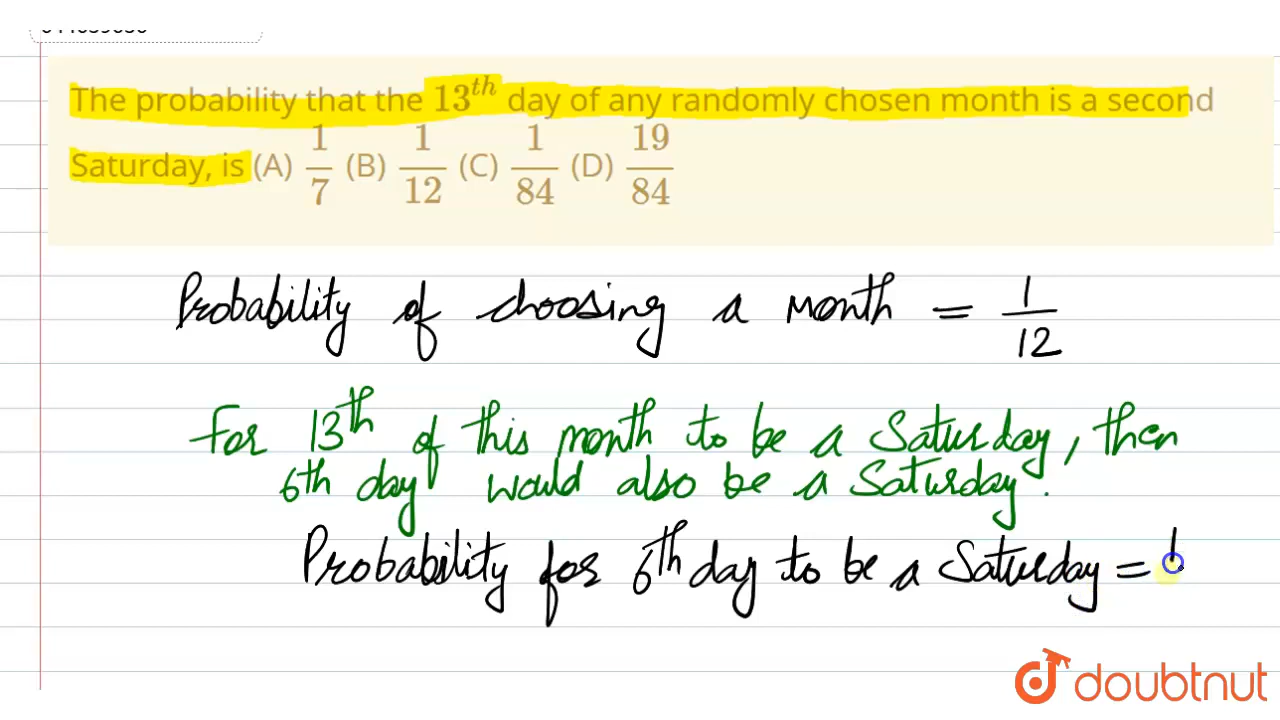 The probability that the 13th day of any randomly chosen month is a second
Saturday, is (A) 1/7 (B) 1/12 (C) 1/84 (D) 19/84
Probability of choosing a month = 1/12
For 13th of this month to be a Saturday, then
6th day would also be a Saturday.
Probability for 6th day to be a Saturday =
doubtnut